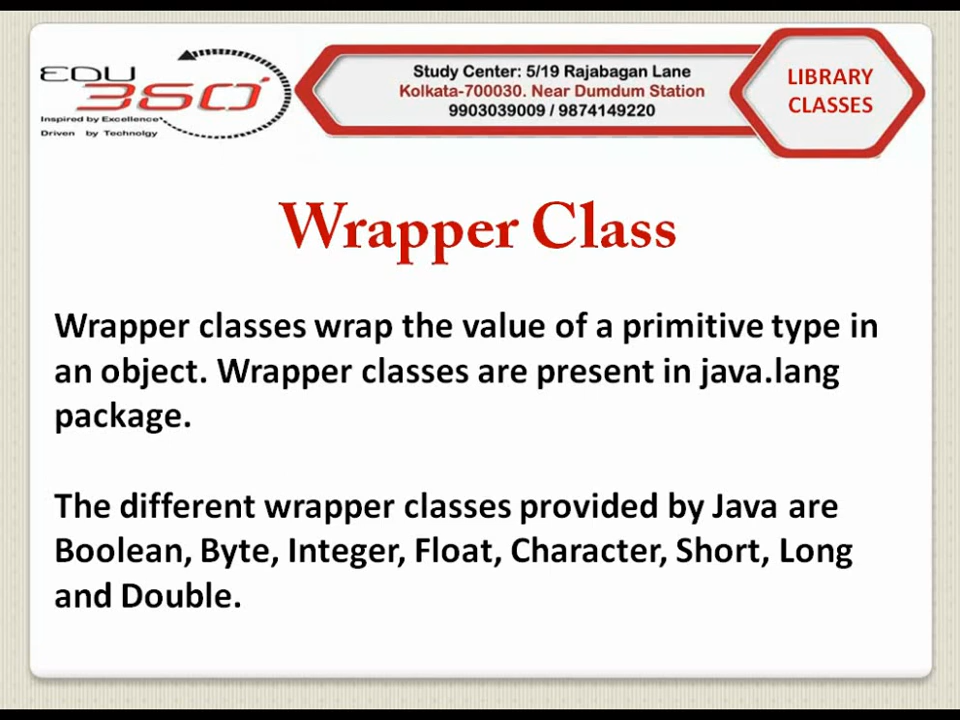 EDU
360
Inspired by Excellence
Driven by Technolgy
Study Center: 5/19 Rajabagan Lane
Kolkata-700030. Near Dumdum Station
9903039009 / 9874149220
LIBRARY
CLASSES
Wrapper Class
Wrapper classes wrap the value of a primitive type in
an object. Wrapper classes are present in java.lang
package.
The different wrapper classes provided by Java are
Boolean, Byte, Integer, Float, Character, Short, Long
and Double.